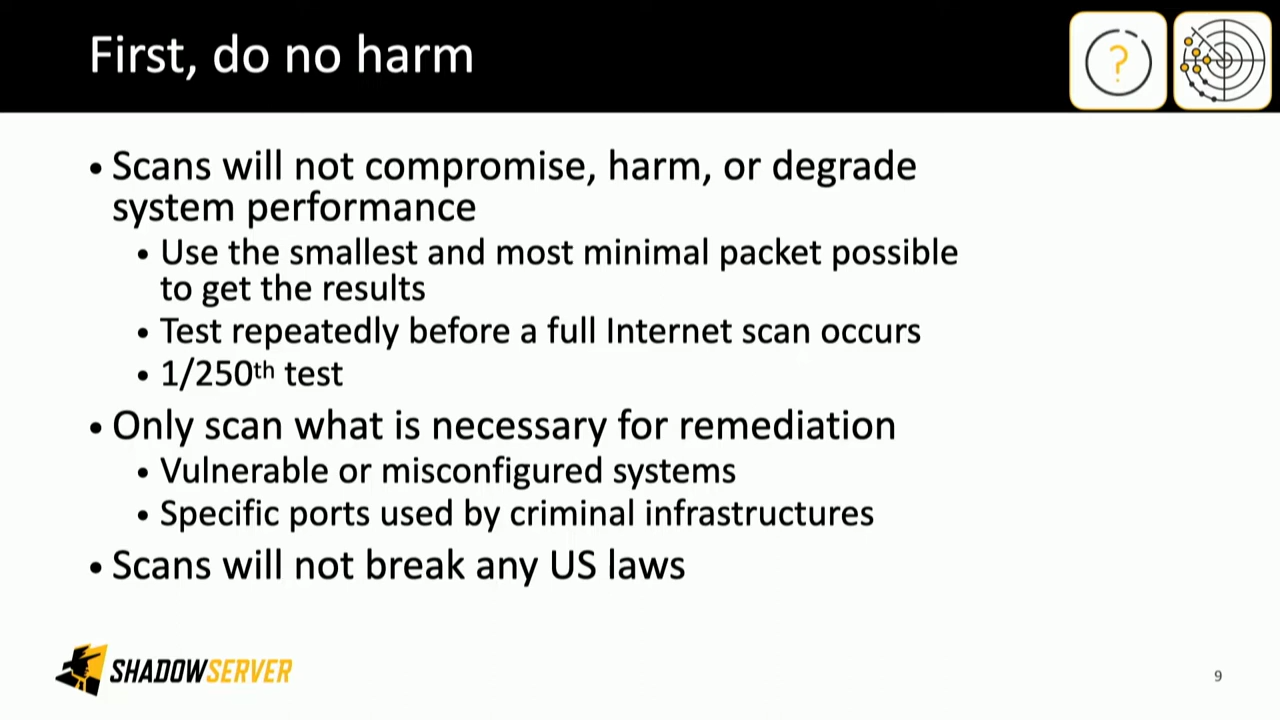 First, do no harm
?
• Scans will not compromise, harm, or degrade
system performance
• Use the smallest and most minimal packet possible
to get the results
• Test repeatedly before a full Internet scan occurs
• 1/250th test
• Only scan what is necessary for remediation
• Vulnerable or misconfigured systems
• Specific ports used by criminal infrastructures
• Scans will not break any US laws
SHADOWSERVER
9